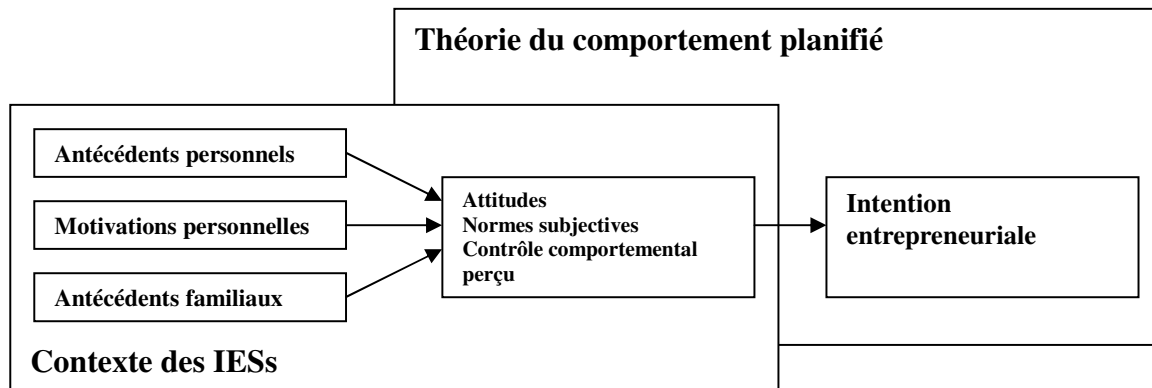 Théorie du comportement planifié
Antécédents personnels
Motivations personnelles
Antécédents familiaux
Attitudes
Normes subjectives
Contrôle comportemental
perçu
Intention
entrepreneuriale
Contexte des IESs